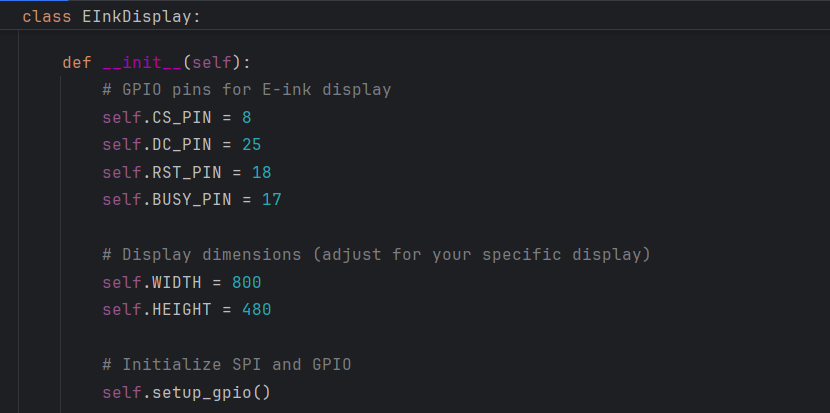 class EInkDisplay:
def __init__(self):
# GPIO pins for E-ink display
self.CS_PIN = 8
self.DC_PIN = 25
self.RST_PIN = 18
self.BUSY_PIN = 17
# Display dimensions (adjust for your specific display)
self.WIDTH = 800
self.HEIGHT = 480
# Initialize SPI and GPIO
self.setup_gpio()